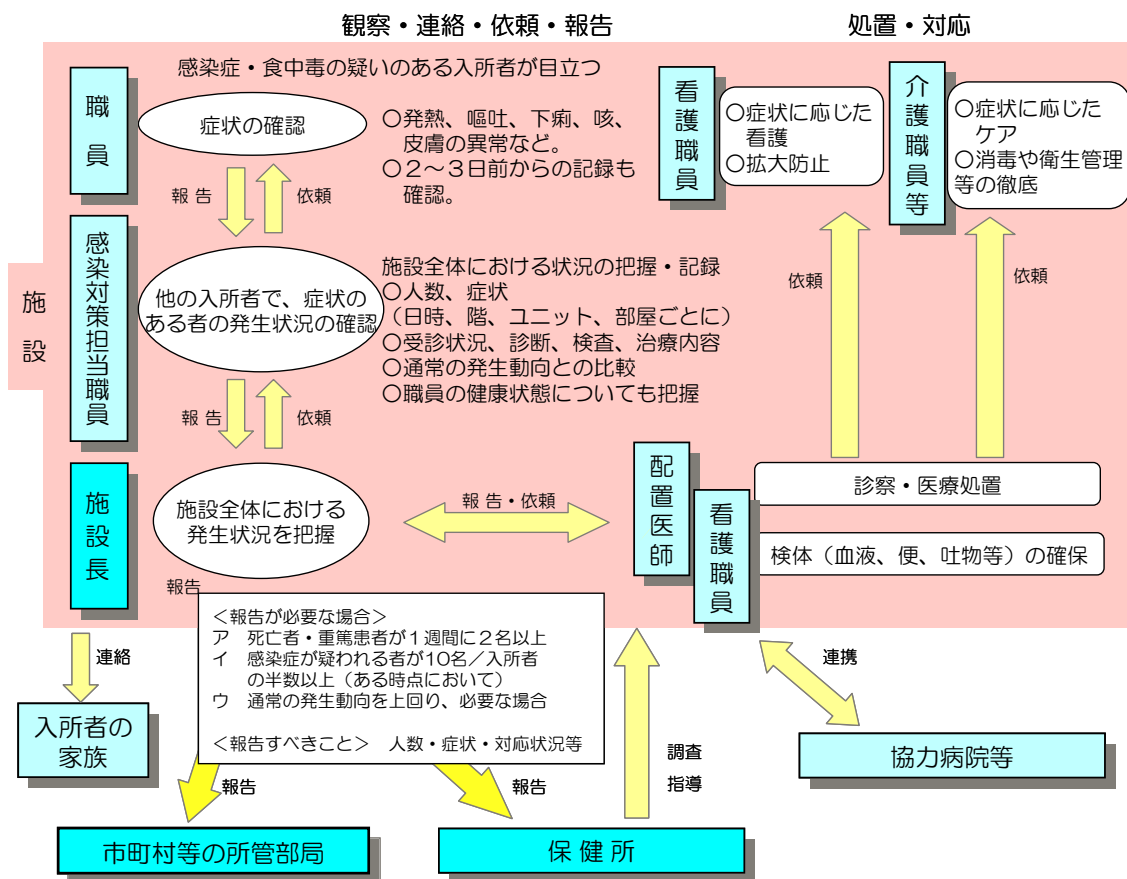 観察・連絡・依頼・報告
処置・対応
職員
感染症・食中毒の疑いのある入所者が目立つ
症状の確認
○発熱、嘔吐、下痢、咳、
皮膚の異常など。
○２～３日前からの記録も
確認。
看護職員
○症状に応じた
看護
○拡大防止
介護職員等
○症状に応じた
ケア
○消毒や衛生管理
等の徹底
報 告
依頼
施設
感染対策担当職員
他の入所者で、症状の
ある者の発生状況の確認
施設全体における状況の把握・記録
○人数、症状
（日時、階、ユニット、部屋ごとに）
○受診状況、診断、検査、治療内容
○通常の発生動向との比較
○職員の健康状態についても把握
依頼
依頼
報 告
依頼
施設長
施設全体における
発生状況を把握
報 告・依頼
配置医師
看護職員
診察・医療処置
検体（血液、便、吐物等）の確保
報告
＜報告が必要な場合＞
ア 死亡者・重篤患者が１週間に２名以上
イ 感染症が疑われる者が10名／入所者
の半数以上（ある時点において）
ウ 通常の発生動向を上回り、必要な場合
＜報告すべきこと＞ 人数・症状・対応状況等
連絡
連携
入所者の
家族
調査
指導
協力病院等
報告
報告
市町村等の所管部局
保 健 所